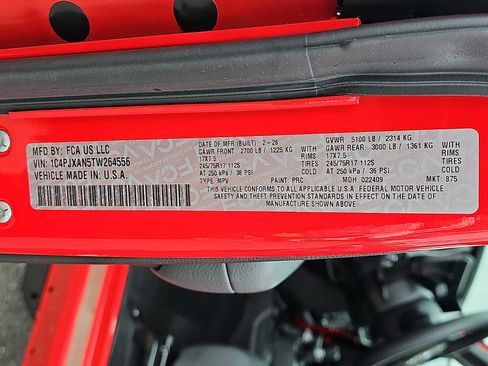 MFD BY: FCA US LLC
VIN: 1C4PJXAN5TW264556
VEHICLE MADE IN: U.S.A.
DATE OF MFR (BUILT) 2-26
GAWR FRONT: 2700 LB / 1225 KG
17X7.5
245/75R17 112S
AT 250 kPa / 36 PSI
TYPE: MPV
PAINT: PRC
GVWR: 5100 LB / 2314 KG
GAWR REAR: 3000 LB / 1361 KG
17X7.5 COLD
245/75R17 112S
AT 250 kPa / 36 PSI COLD
MDH: 022409
MKT: 875
THIS VEHICLE CONFORMS TO ALL APPLICABLE U.S.A. FEDERAL MOTOR VEHICLE
SAFETY AND THEFT PREVENTION STANDARDS IN EFFECT ON THE DATE OF
MANUFACTURE SHOWN ABOVE.